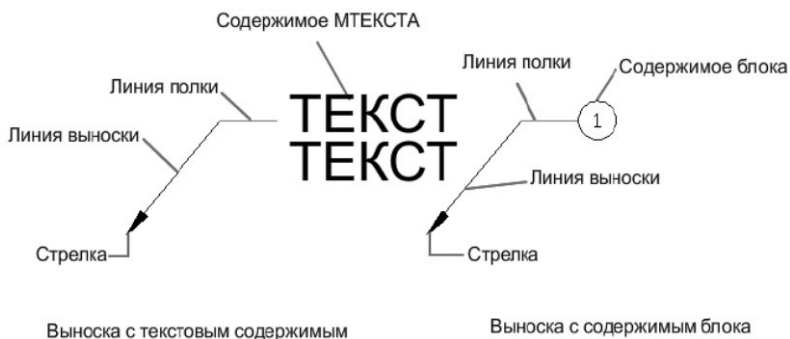 Содержимое МТЕКСТА
Линия полки
Линия выноски
ТЕКСТ
ТЕКСТ
Стрелка
Выноска с текстовым содержимым
Линия полки
Содержимое блока
1
Линия выноски
Стрелка
Выноска с содержимым блока